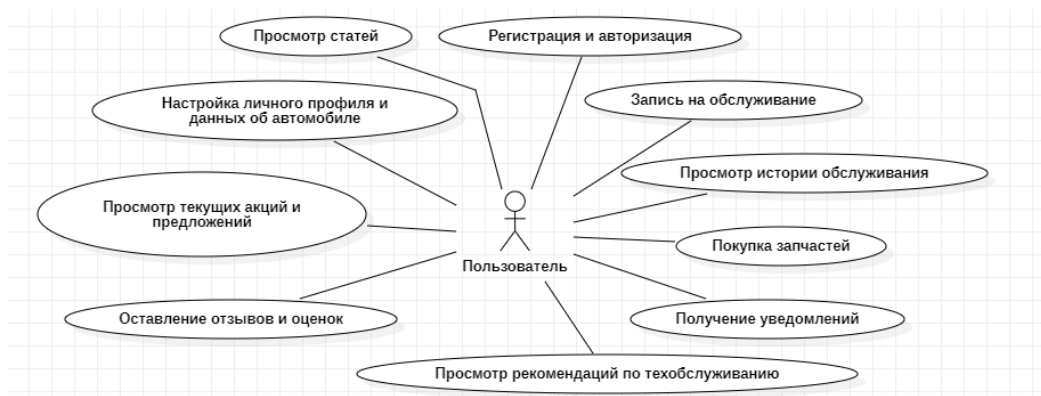 Просмотр статей
Регистрация и авторизация
Настройка личного профиля и
данных об автомобиле
Запись на обслуживание
Просмотр истории обслуживания
Просмотр текущих акций и
предложений
Покупка запчастей
Пользователь
Оставление отзывов и оценок
Получение уведомлений
Просмотр рекомендаций по техобслуживанию